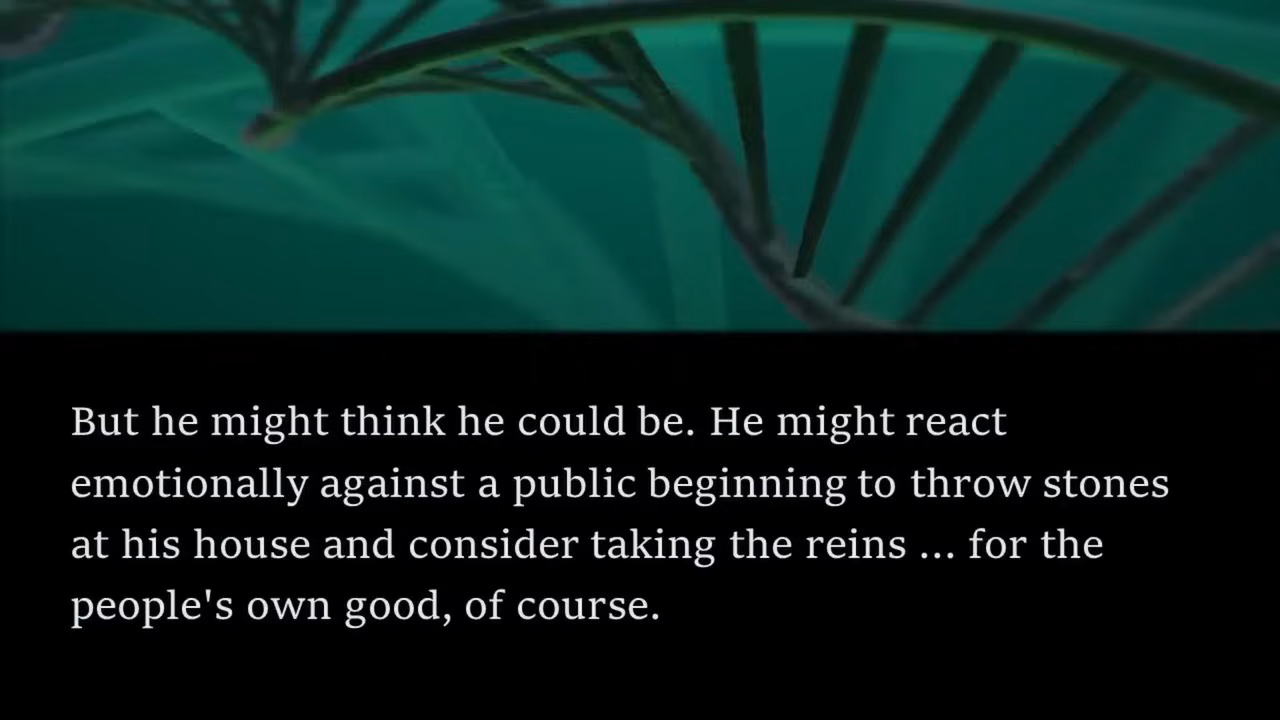 But he might think he could be. He might react
emotionally against a public beginning to throw stones
at his house and consider taking the reins ... for the
people's own good, of course.